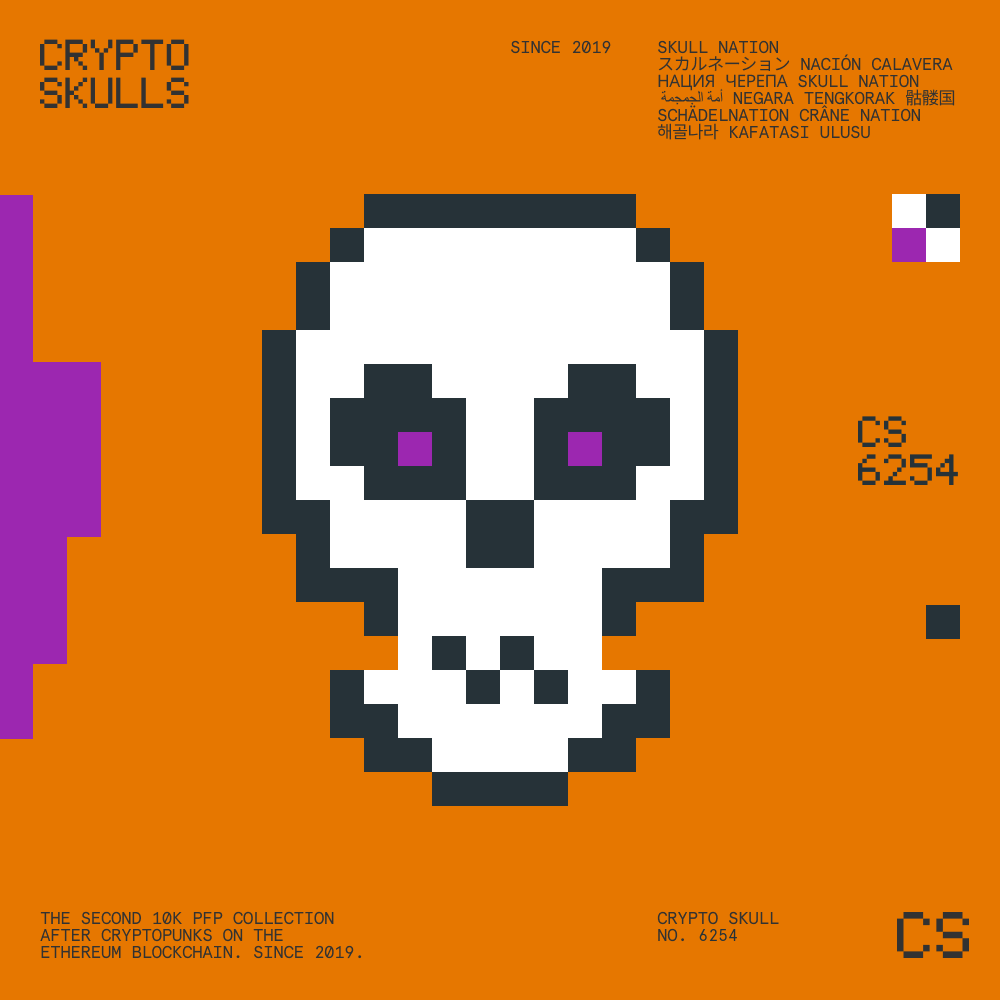 CRYPTO
SKULLS
SINCE 2019
SKULL NATION
スカルネーション NACIÓN CALAVERA
НАЦИЯ ЧЕРЕПА SKULL NATION
أمة الجمجمة NEGARA TENGKORAK 骷髅国
SCHÄDELNATION CRÂNE NATION
해골나라 KAFATASI ULUSU
CS
6254
THE SECOND 10K PFP COLLECTION
AFTER CRYPTOPUNKS ON THE
ETHEREUM BLOCKCHAIN. SINCE 2019.
CRYPTO SKULL
NO. 6254
CS